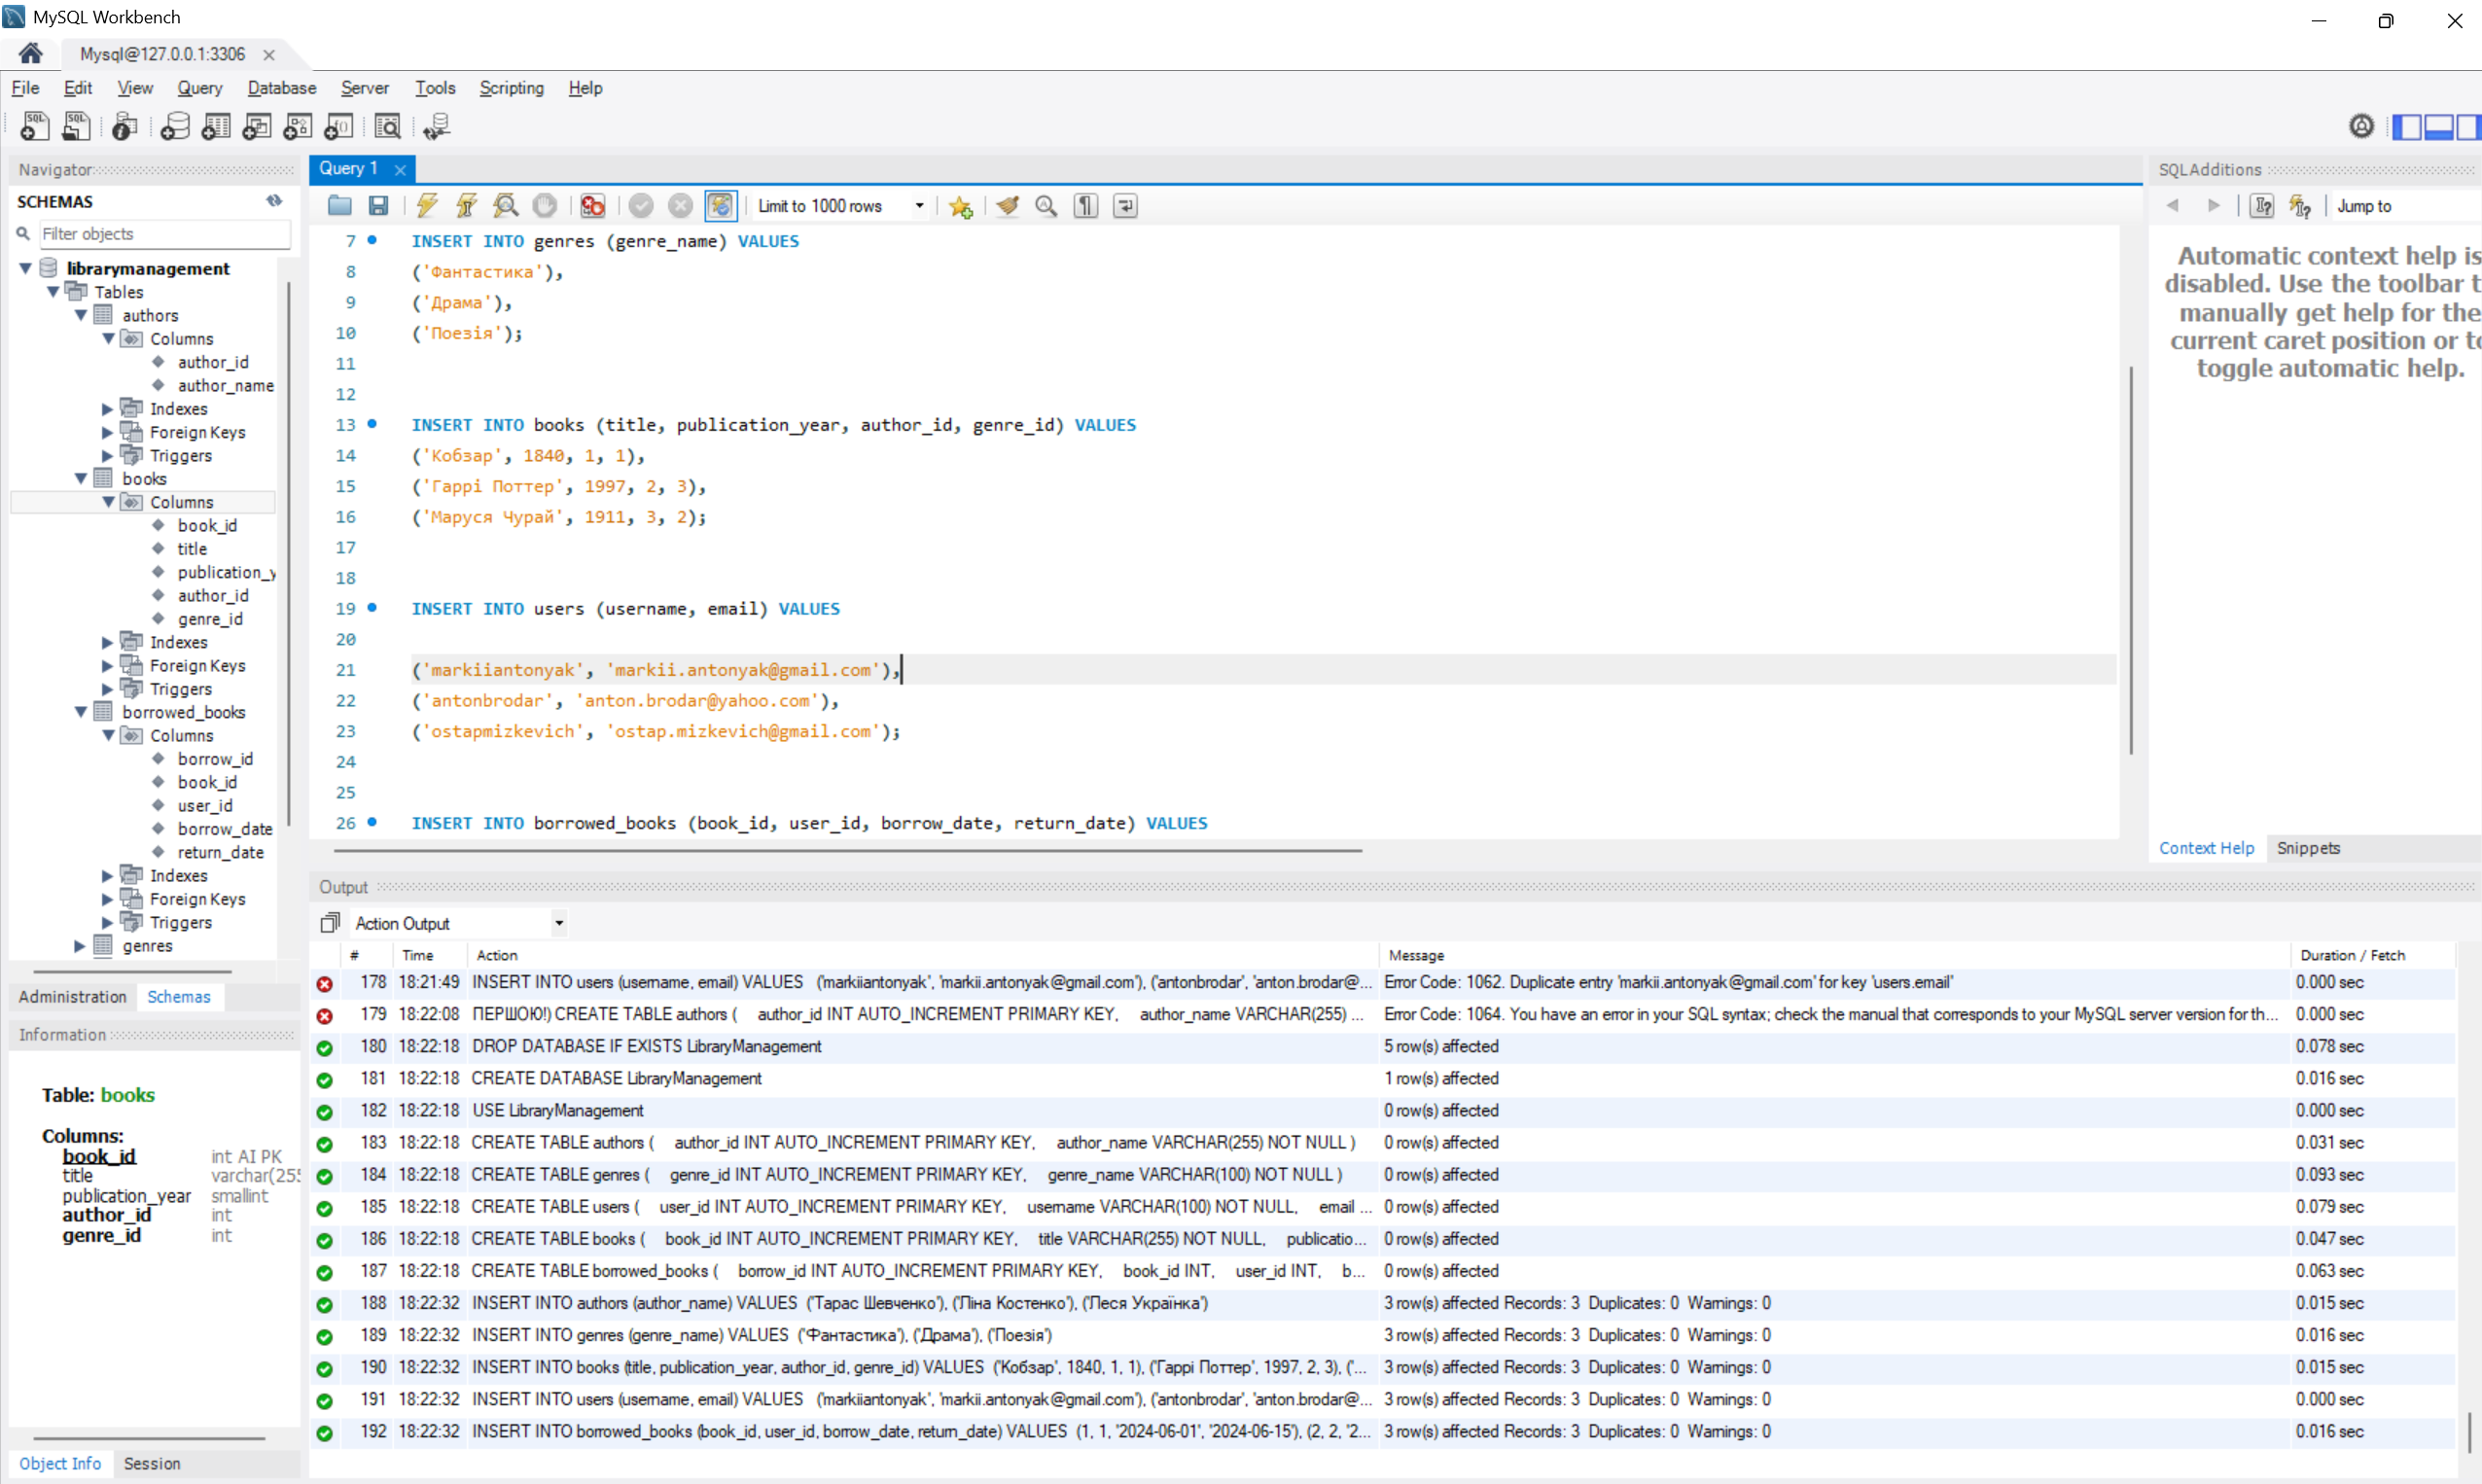 MySQL Workbench
Mysql@127.0.0.1:3306
File Edit View Query Database Server Tools Scripting Help
Navigator
SCHEMAS
Filter objects
librarymanagement
Tables
authors
Columns
author_id
author_name
Indexes
Foreign Keys
Triggers
books
Columns
book_id
title
publication_y
author_id
genre_id
Indexes
Foreign Keys
Triggers
borrowed_books
Columns
borrow_id
book_id
user_id
borrow_date
return_date
Indexes
Foreign Keys
Triggers
genres
Administration Schemas
Information
Table: books
Columns:
book_id int AI PK
title varchar(255
publication_year smallint
author_id int
genre_id int
Object Info Session
Query 1
Limit to 1000 rows
7 INSERT INTO genres (genre_name) VALUES
8 ('Фантастика'),
9 ('Драма'),
10 ('Поезія');
11
12
13 INSERT INTO books (title, publication_year, author_id, genre_id) VALUES
14 ('Кобзар', 1840, 1, 1),
15 ('Гаррі Поттер', 1997, 2, 3),
16 ('Маруся Чурай', 1911, 3, 2);
17
18
19 INSERT INTO users (username, email) VALUES
20
21 ('markiiantonyak', 'markii.antonyak@gmail.com'),
22 ('antonbrodar', 'anton.brodar@yahoo.com'),
23 ('ostapmizkevich', 'ostap.mizkevich@gmail.com');
24
25
26 INSERT INTO borrowed_books (book_id, user_id, borrow_date, return_date) VALUES
SQLAdditions
Jump to
Automatic context help is
disabled. Use the toolbar t
manually get help for the
current caret position or to
toggle automatic help.
Context Help Snippets
Output
Action Output
# Time Action Message Duration / Fetch
178 18:21:49 INSERT INTO users (username, email) VALUES ('markiiantonyak', 'markii.antonyak@gmail.com'), ('antonbrodar', 'anton.brodar@... Error Code: 1062. Duplicate entry 'markii.antonyak@gmail.com' for key 'users.email' 0.000 sec
179 18:22:08 ПЕРШОЮ!) CREATE TABLE authors ( author_id INT AUTO_INCREMENT PRIMARY KEY, author_name VARCHAR(255) ... Error Code: 1064. You have an error in your SQL syntax; check the manual that corresponds to your MySQL server version for th... 0.000 sec
180 18:22:18 DROP DATABASE IF EXISTS LibraryManagement 5 row(s) affected 0.078 sec
181 18:22:18 CREATE DATABASE LibraryManagement 1 row(s) affected 0.016 sec
182 18:22:18 USE LibraryManagement 0 row(s) affected 0.000 sec
183 18:22:18 CREATE TABLE authors ( author_id INT AUTO_INCREMENT PRIMARY KEY, author_name VARCHAR(255) NOT NULL ) 0 row(s) affected 0.031 sec
184 18:22:18 CREATE TABLE genres ( genre_id INT AUTO_INCREMENT PRIMARY KEY, genre_name VARCHAR(100) NOT NULL ) 0 row(s) affected 0.093 sec
185 18:22:18 CREATE TABLE users ( user_id INT AUTO_INCREMENT PRIMARY KEY, username VARCHAR(100) NOT NULL, email ... 0 row(s) affected 0.079 sec
186 18:22:18 CREATE TABLE books ( book_id INT AUTO_INCREMENT PRIMARY KEY, title VARCHAR(255) NOT NULL, publicatio... 0 row(s) affected 0.047 sec
187 18:22:18 CREATE TABLE borrowed_books ( borrow_id INT AUTO_INCREMENT PRIMARY KEY, book_id INT, user_id INT, b... 0 row(s) affected 0.063 sec
188 18:22:32 INSERT INTO authors (author_name) VALUES ('Тарас Шевченко'), ('Ліна Костенко'), ('Леся Українка') 3 row(s) affected Records: 3 Duplicates: 0 Warnings: 0 0.015 sec
189 18:22:32 INSERT INTO genres (genre_name) VALUES ('Фантастика'), ('Драма'), ('Поезія') 3 row(s) affected Records: 3 Duplicates: 0 Warnings: 0 0.016 sec
190 18:22:32 INSERT INTO books (title, publication_year, author_id, genre_id) VALUES ('Кобзар', 1840, 1, 1), ('Гаррі Поттер', 1997, 2, 3), ('... 3 row(s) affected Records: 3 Duplicates: 0 Warnings: 0 0.015 sec
191 18:22:32 INSERT INTO users (username, email) VALUES ('markiiantonyak', 'markii.antonyak@gmail.com'), ('antonbrodar', 'anton.brodar@... 3 row(s) affected Records: 3 Duplicates: 0 Warnings: 0 0.000 sec
192 18:22:32 INSERT INTO borrowed_books (book_id, user_id, borrow_date, return_date) VALUES (1, 1, '2024-06-01', '2024-06-15'), (2, 2, '2... 3 row(s) affected Records: 3 Duplicates: 0 Warnings: 0 0.016 sec